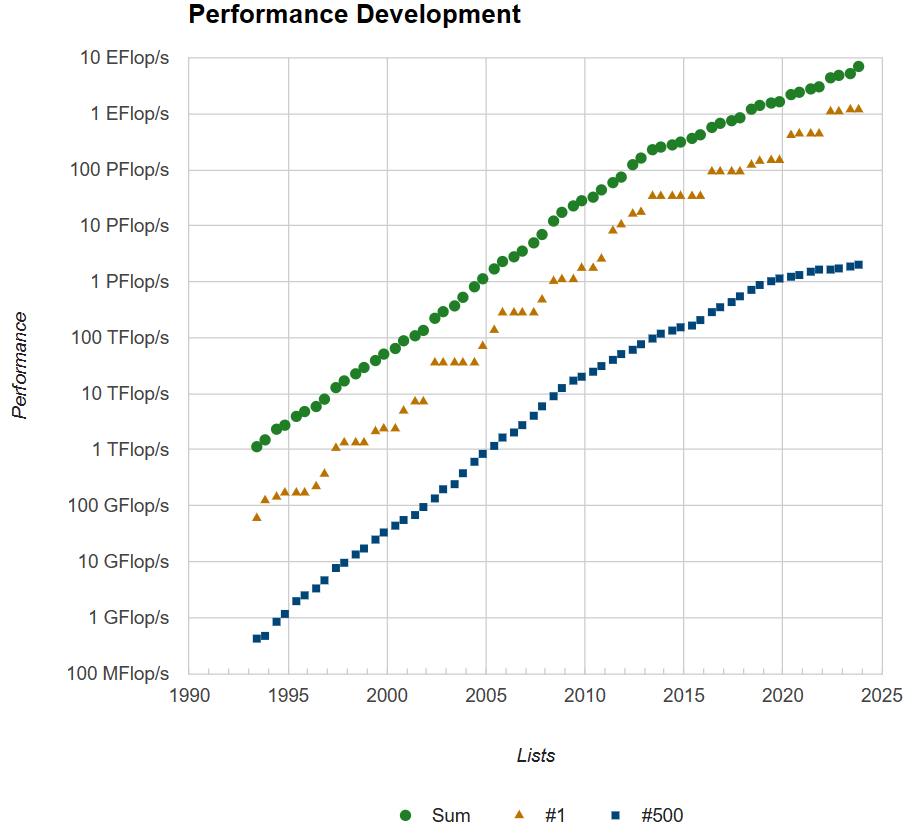 Performance Development
10 EFlop/s
1 EFlop/s
100 PFlop/s
10 PFlop/s
1 PFlop/s
100 TFlop/s
10 TFlop/s
1 TFlop/s
100 GFlop/s
10 GFlop/s
1 GFlop/s
100 MFlop/s
Performance
1990 1995 2000 2005 2010 2015 2020 2025
Lists
Sum #1 #500